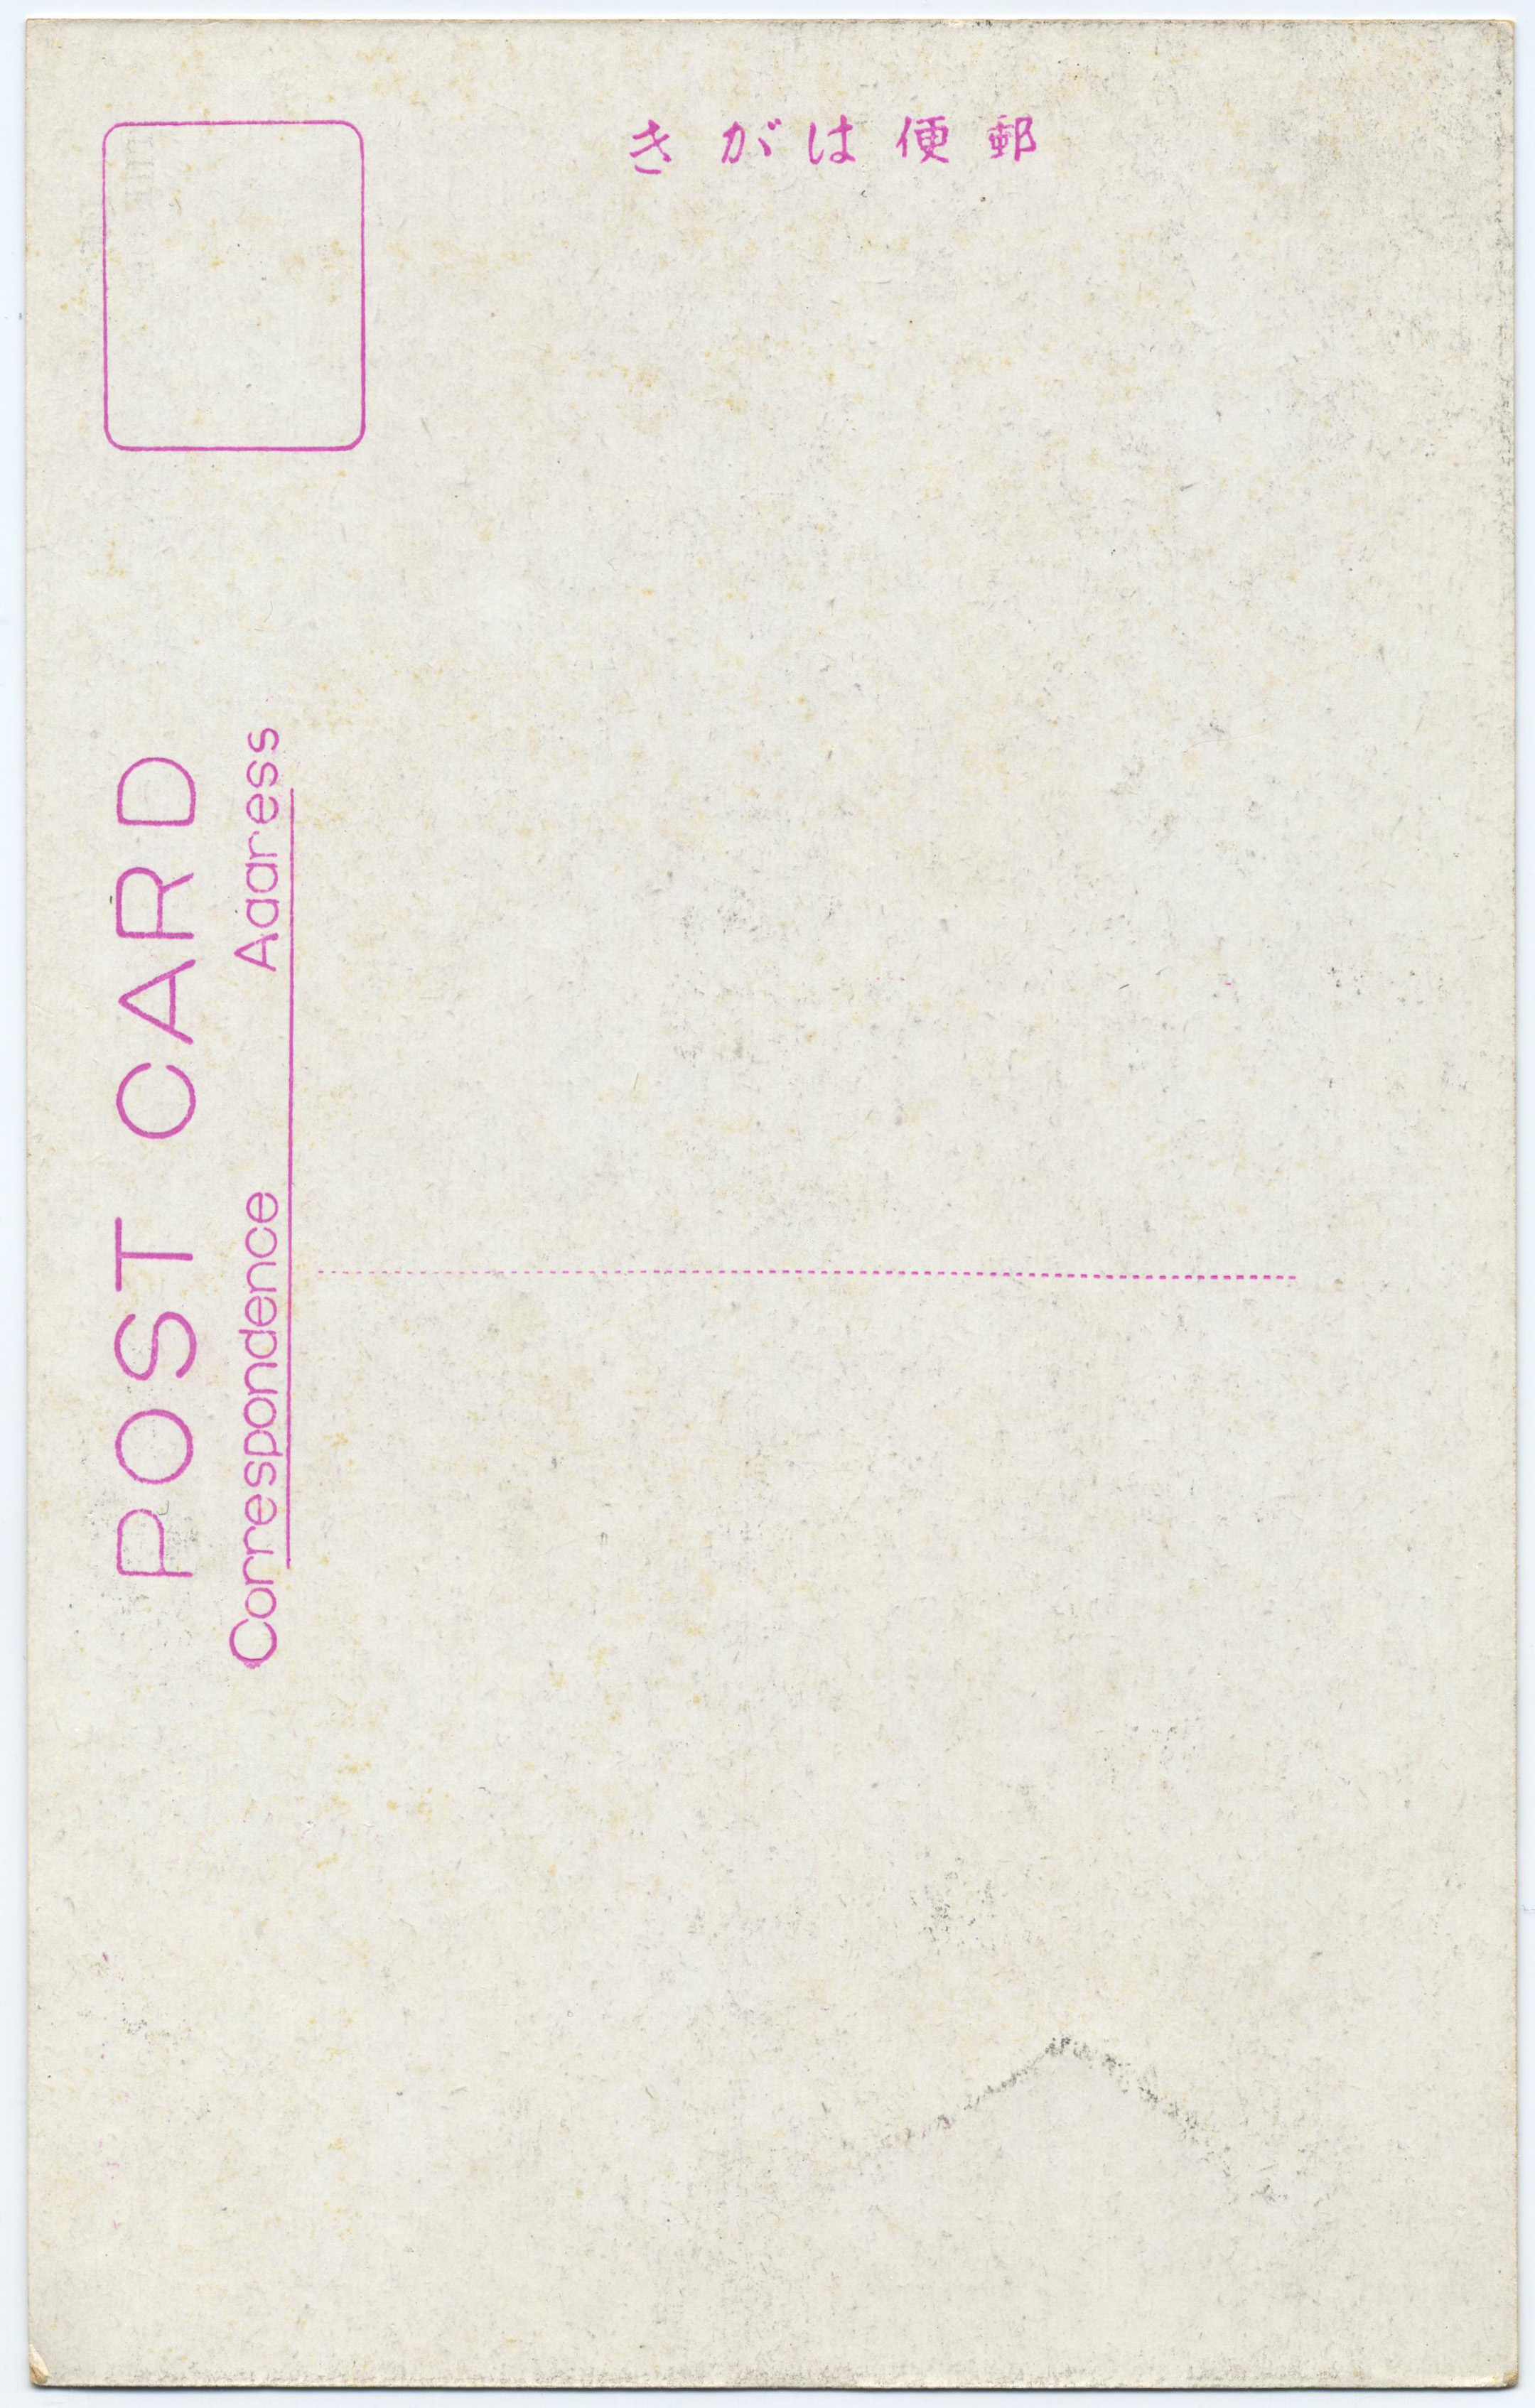 郵便はがき
POST CARD
Correspondence Address